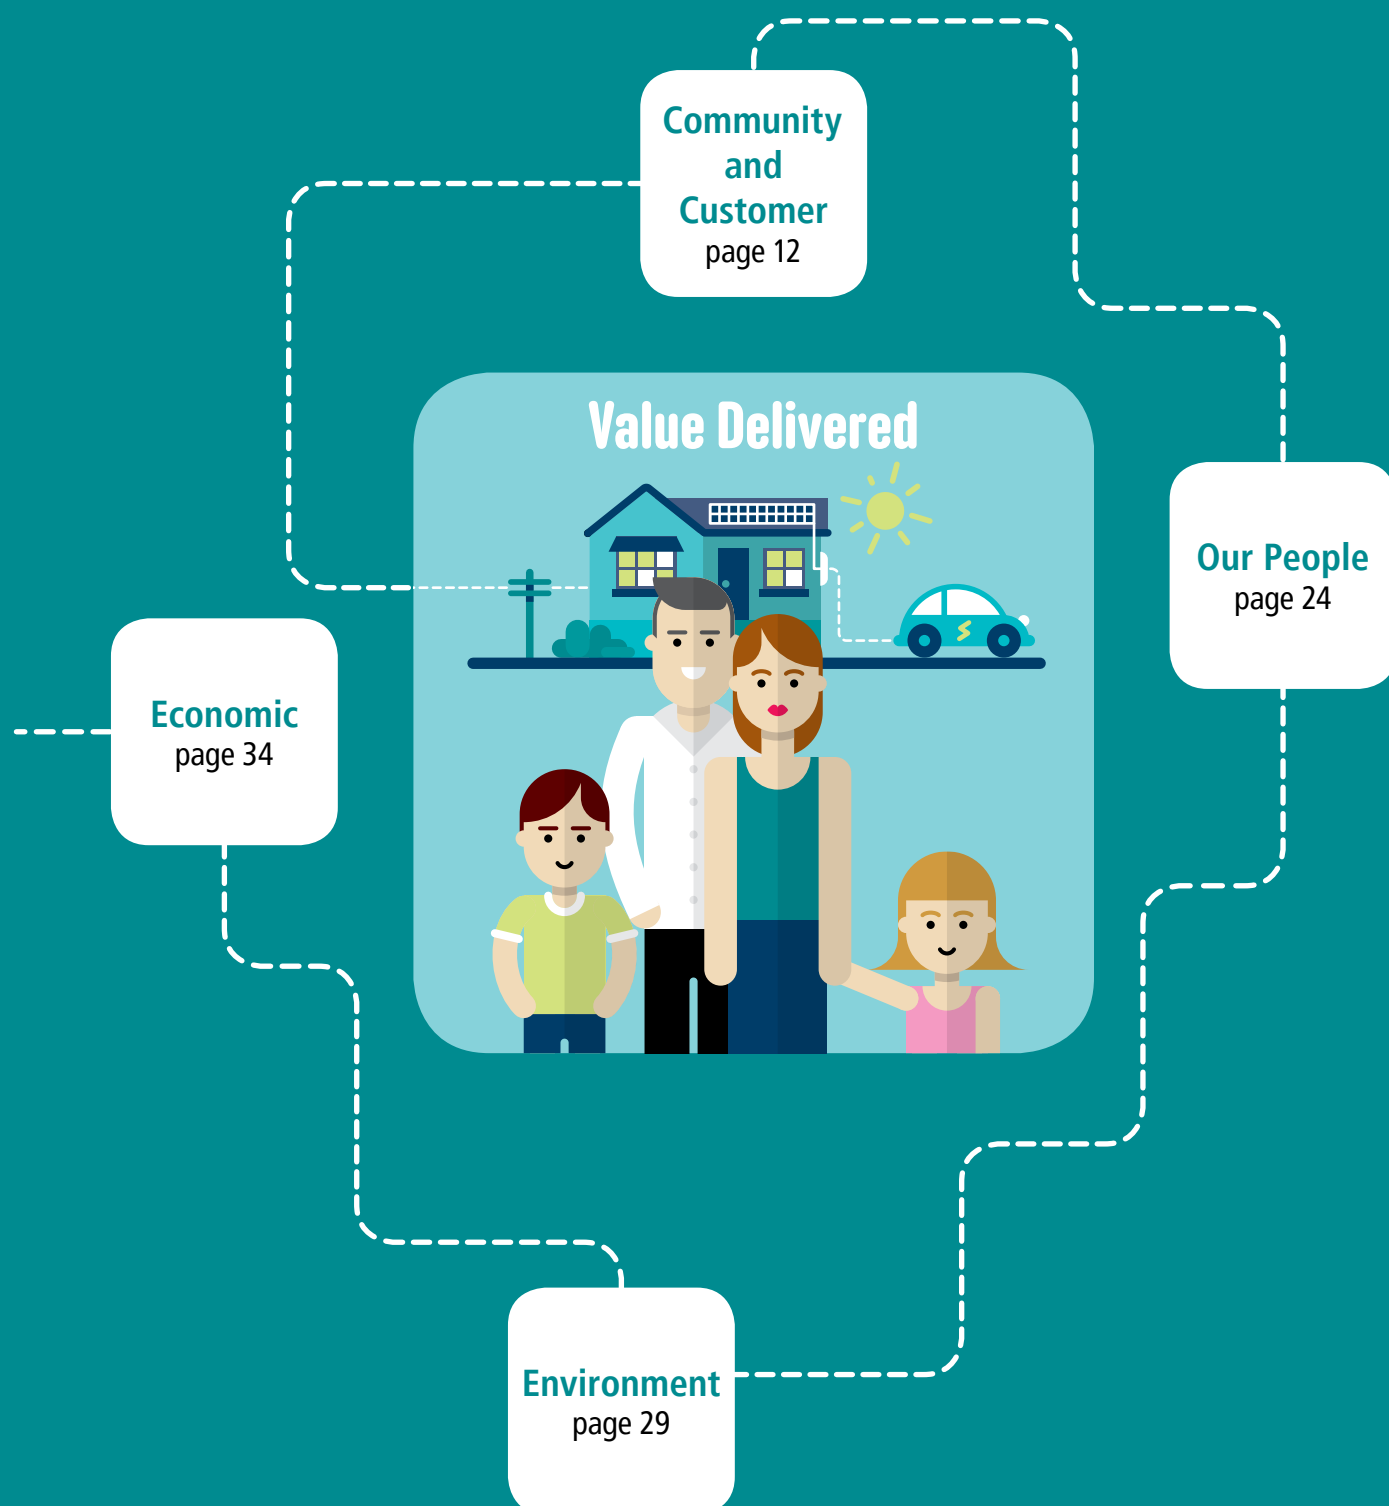 Community
and
Customer
page 12
Value Delivered
Our People
page 24
Economic
page 34
Environment
page 29